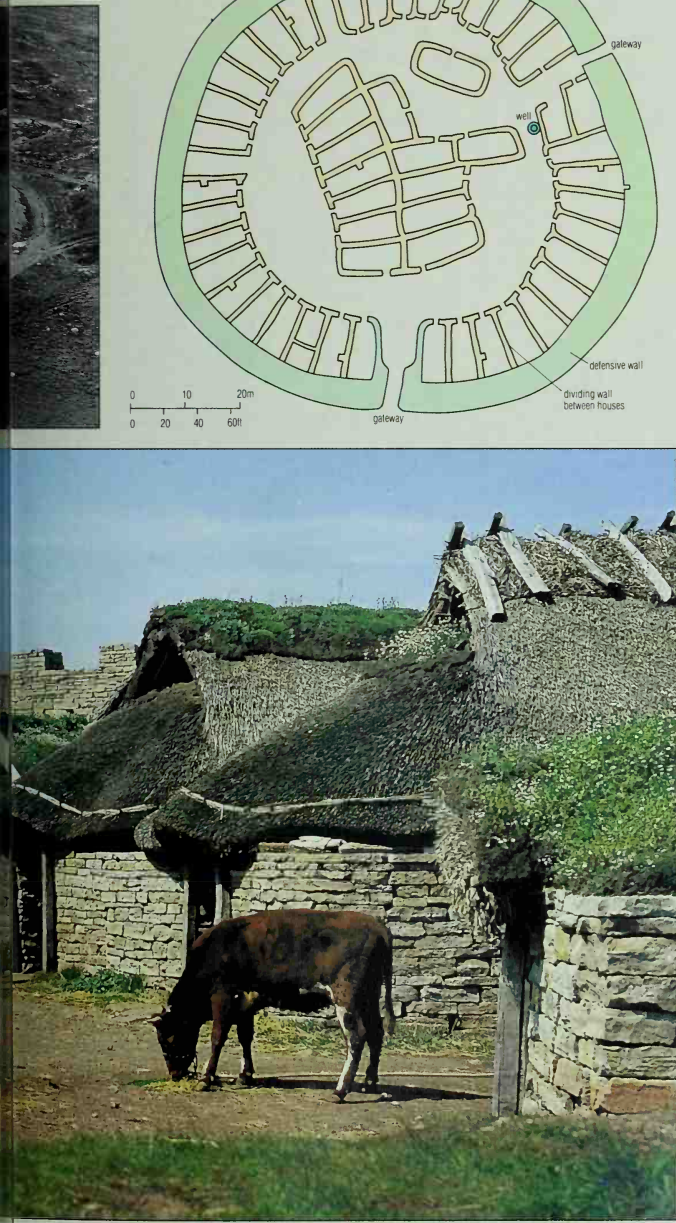 gateway
well
defensive wall
dividing wall
between houses
0 10 20m
0 20 40 60ft
gateway